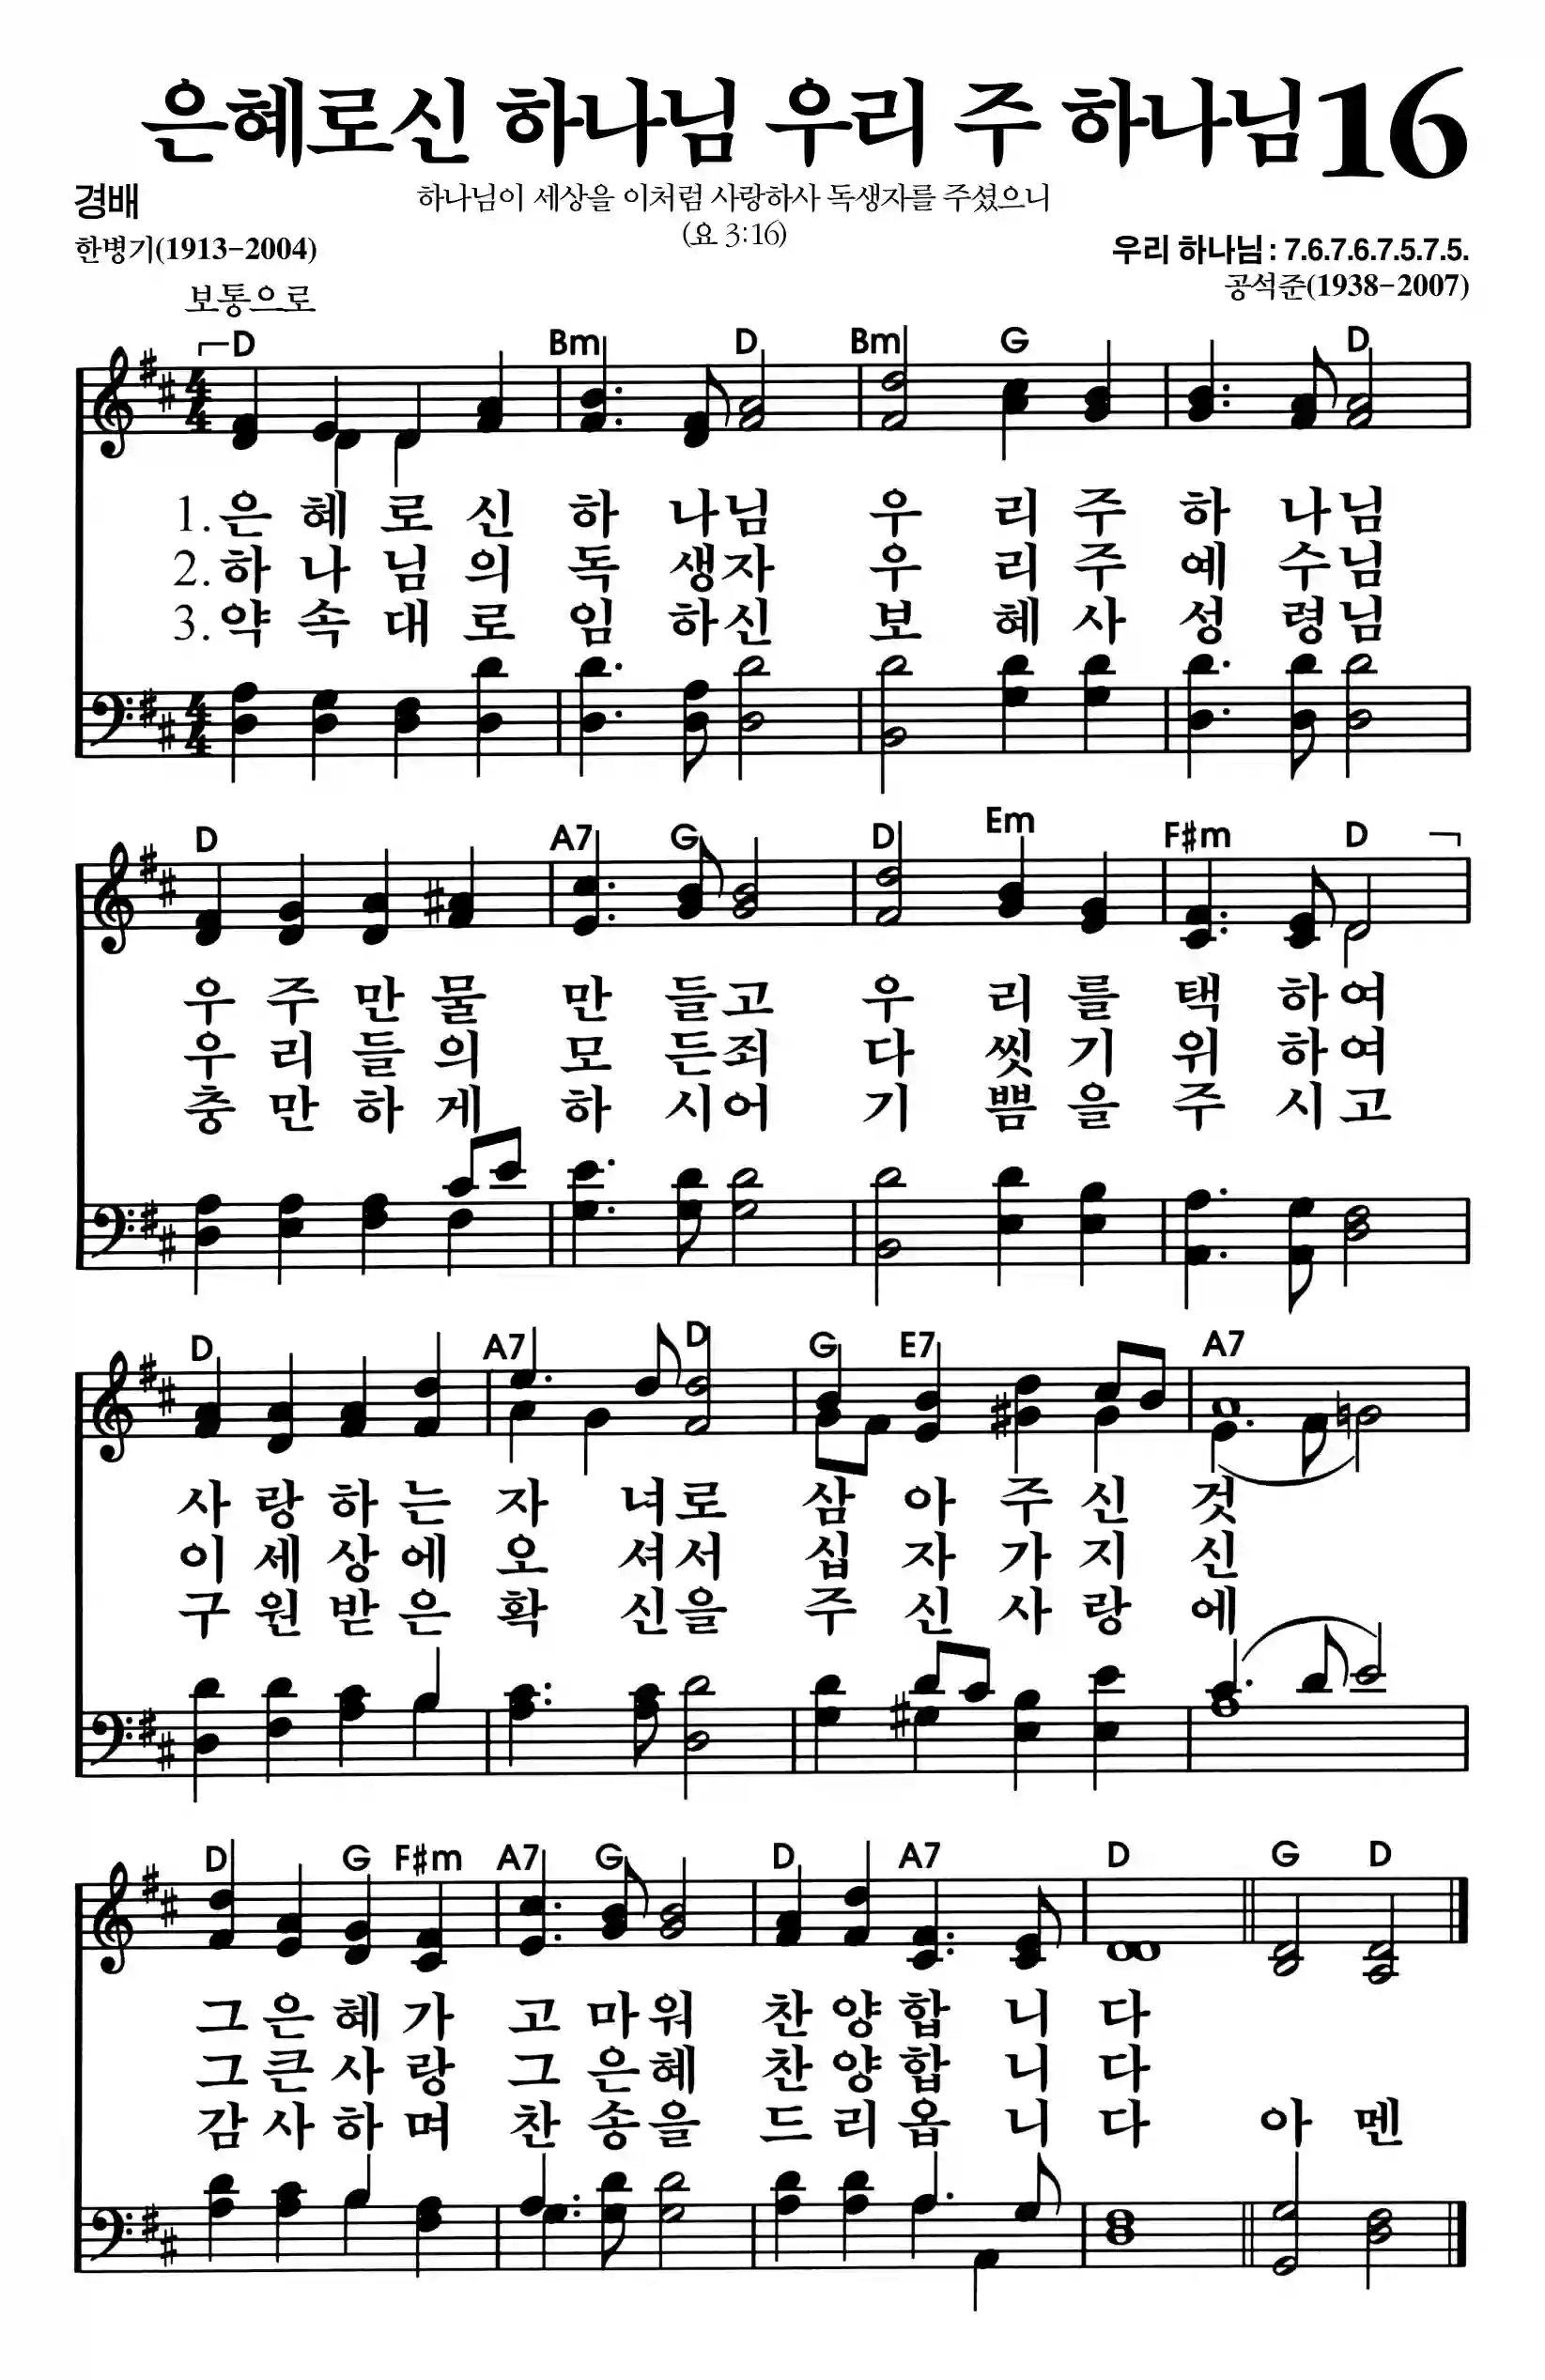 은혜로신 하나님 우리 주 하나님 16
경배
하나님이 세상을 이처럼 사랑하사 독생자를 주셨으니
(요 3:16)
한병기(1913-2004)
우리 하나님 : 7.6.7.6.7.5.7.5.
공석준(1938-2007)
보통으로
D Bm D Bm G D
4 4
1. 은 혜 로 신 하 나님 우 리 주 하 나님
2. 하 나 님 의 독 생자 우 리 주 예 수님
3. 약 속 대 로 임 하신 보 혜 사 성 령님
4 4
D A7 G D Em F#m D
우 주 만 물 만 들고 우 리 를 택 하여
우 리 들 의 모 든죄 다 씻 기 위 하여
충 만 하 게 하 시어 기 쁨 을 주 시고
D A7 D G E7 A7
사 랑 하 는 자 녀로 삼 아 주 신 것
이 세 상 에 오 셔서 십 자 가 지 신
구 원 받 은 확 신을 주 신 사 랑 에
D G F#m A7 G D A7 D G D
그 은 혜 가 고 마워 찬 양 합 니 다
그 큰 사 랑 그 은혜 찬 양 합 니 다
감 사 하 며 찬 송을 드 리 옵 니 다 아 멘